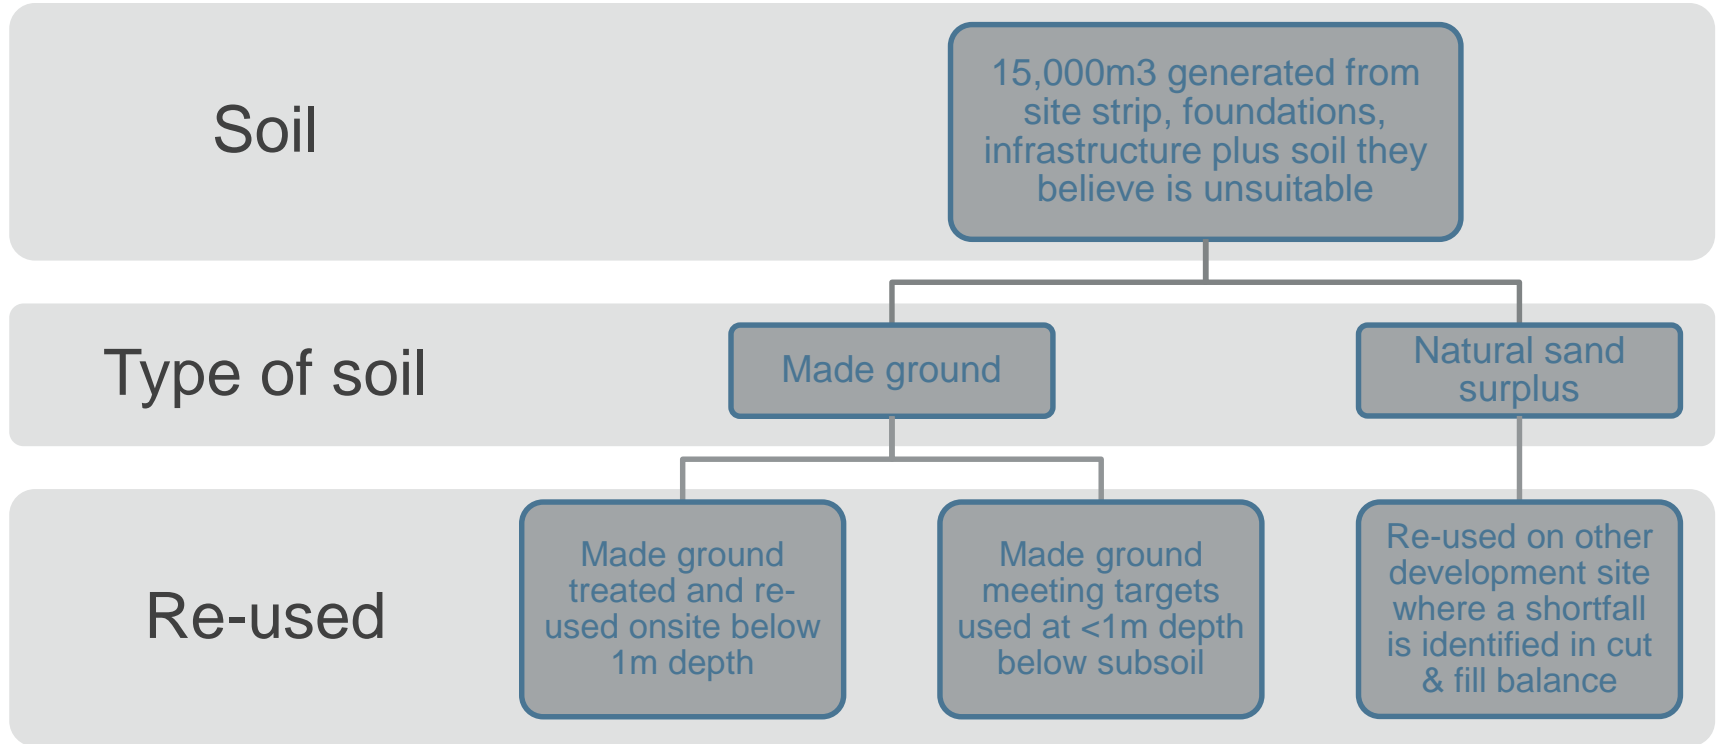 Soil
15,000m3 generated from
site strip, foundations,
infrastructure plus soil they
believe is unsuitable
Type of soil
Made ground
Natural sand
surplus
Re-used
Made ground
treated and re-
used onsite below
1m depth
Made ground
meeting targets
used at <1m depth
below subsoil
Re-used on other
development site
where a shortfall
is identified in cut
& fill balance